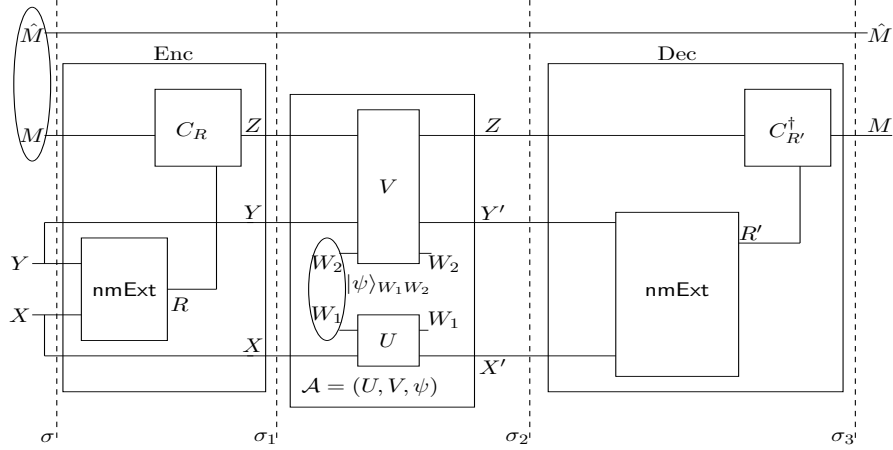 M̂ M̂
Enc Dec
M C_R Z Z C†_{R′} M
V
Y Y′
Y W_2 W_2 R′
nmExt |ψ⟩_{W_1W_2} nmExt
R
X W_1 W_1
U
X X′
𝒜 = (U, V, ψ)
σ σ_1 σ_2 σ_3